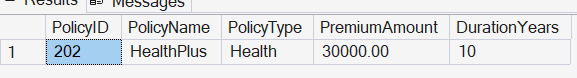 Results Messages
PolicyID PolicyName PolicyType PremiumAmount DurationYears
1 202 HealthPlus Health 30000.00 10